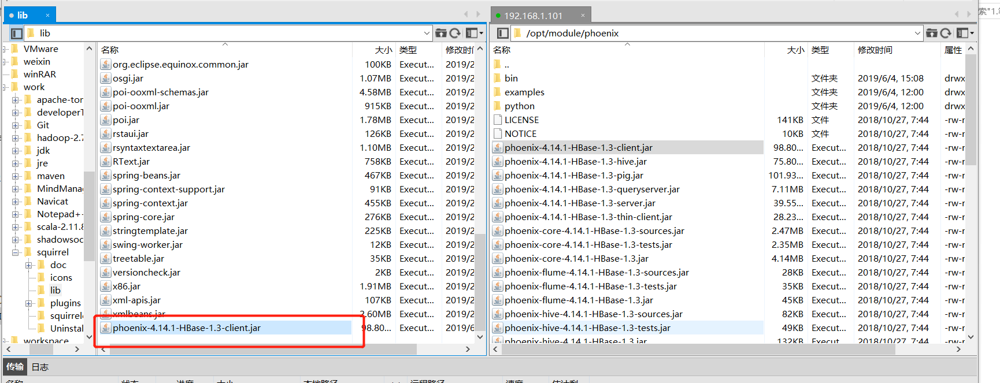 lib ×
192.168.1.101 ×
索"1.
lib
/opt/module/phoenix
VMware
weixin
winRAR
work
apache-tor
developerT
Git
hadoop-2.7
jdk
jre
maven
MindMana
Navicat
Notepad+
scala-2.11.8
shadowsoc
squirrel
doc
icons
lib
plugins
squirrel
Uninstal
workspace
名称 大小 类型 修改时间
org.eclipse.equinox.common.jar 100KB Execut... 2019/2
osgi.jar 1.07MB Execut... 2019/2
poi-ooxml-schemas.jar 4.58MB Execut... 2019/2
poi-ooxml.jar 915KB Execut... 2019/2
poi.jar 1.78MB Execut... 2019/2
rstaui.jar 126KB Execut... 2019/2
rsyntaxtextarea.jar 1.10MB Execut... 2019/2
RText.jar 758KB Execut... 2019/2
spring-beans.jar 467KB Execut... 2019/2
spring-context-support.jar 91KB Execut... 2019/2
spring-context.jar 455KB Execut... 2019/2
spring-core.jar 276KB Execut... 2019/2
stringtemplate.jar 225KB Execut... 2019/2
swing-worker.jar 12KB Execut... 2019/2
treetable.jar 35KB Execut... 2019/2
versioncheck.jar 2KB Execut... 2019/2
x86.jar 1.91MB Execut... 2019/2
xml-apis.jar 107KB Execut... 2019/2
xmlbeans.jar 2.60MB Execut... 2019/2
phoenix-4.14.1-HBase-1.3-client.jar 98.80... Execut... 2019/6
名称 大小 类型 修改时间 属性
..
bin 文件夹 2019/6/4, 15:08 drwx
examples 文件夹 2019/6/4, 12:00 drwx
python 文件夹 2019/6/4, 12:00 drwx
LICENSE 141KB 文件 2018/10/27, 7:44 -rw-r
NOTICE 10KB 文件 2018/10/27, 7:44 -rw-r
phoenix-4.14.1-HBase-1.3-client.jar 98.80... Execut... 2018/10/27, 7:44 -rw-r
phoenix-4.14.1-HBase-1.3-hive.jar 75.80... Execut... 2018/10/27, 7:44 -rw-r
phoenix-4.14.1-HBase-1.3-pig.jar 101.93... Execut... 2018/10/27, 7:44 -rw-r
phoenix-4.14.1-HBase-1.3-queryserver.jar 7.11MB Execut... 2018/10/27, 7:44 -rw-r
phoenix-4.14.1-HBase-1.3-server.jar 39.55... Execut... 2018/10/27, 7:44 -rw-r
phoenix-4.14.1-HBase-1.3-thin-client.jar 28.23... Execut... 2018/10/27, 7:44 -rw-r
phoenix-core-4.14.1-HBase-1.3-sources.jar 2.47MB Execut... 2018/10/27, 7:44 -rw-r
phoenix-core-4.14.1-HBase-1.3-tests.jar 2.35MB Execut... 2018/10/27, 7:44 -rw-r
phoenix-core-4.14.1-HBase-1.3.jar 4.14MB Execut... 2018/10/27, 7:44 -rw-r
phoenix-flume-4.14.1-HBase-1.3-sources.jar 28KB Execut... 2018/10/27, 7:44 -rw-r
phoenix-flume-4.14.1-HBase-1.3-tests.jar 35KB Execut... 2018/10/27, 7:44 -rw-r
phoenix-flume-4.14.1-HBase-1.3.jar 45KB Execut... 2018/10/27, 7:44 -rw-r
phoenix-hive-4.14.1-HBase-1.3-sources.jar 82KB Execut... 2018/10/27, 7:44 -rw-r
phoenix-hive-4.14.1-HBase-1.3-tests.jar 49KB Execut... 2018/10/27, 7:44 -rw-r
phoenix-hive-4.14.1-HBase-1.3.jar 132KB Execut... 2018/10/27, 7:44 -rw-r
传输 日志
名称 状态 进度 大小 本地路径 <-> 远程路径 速度 估计剩